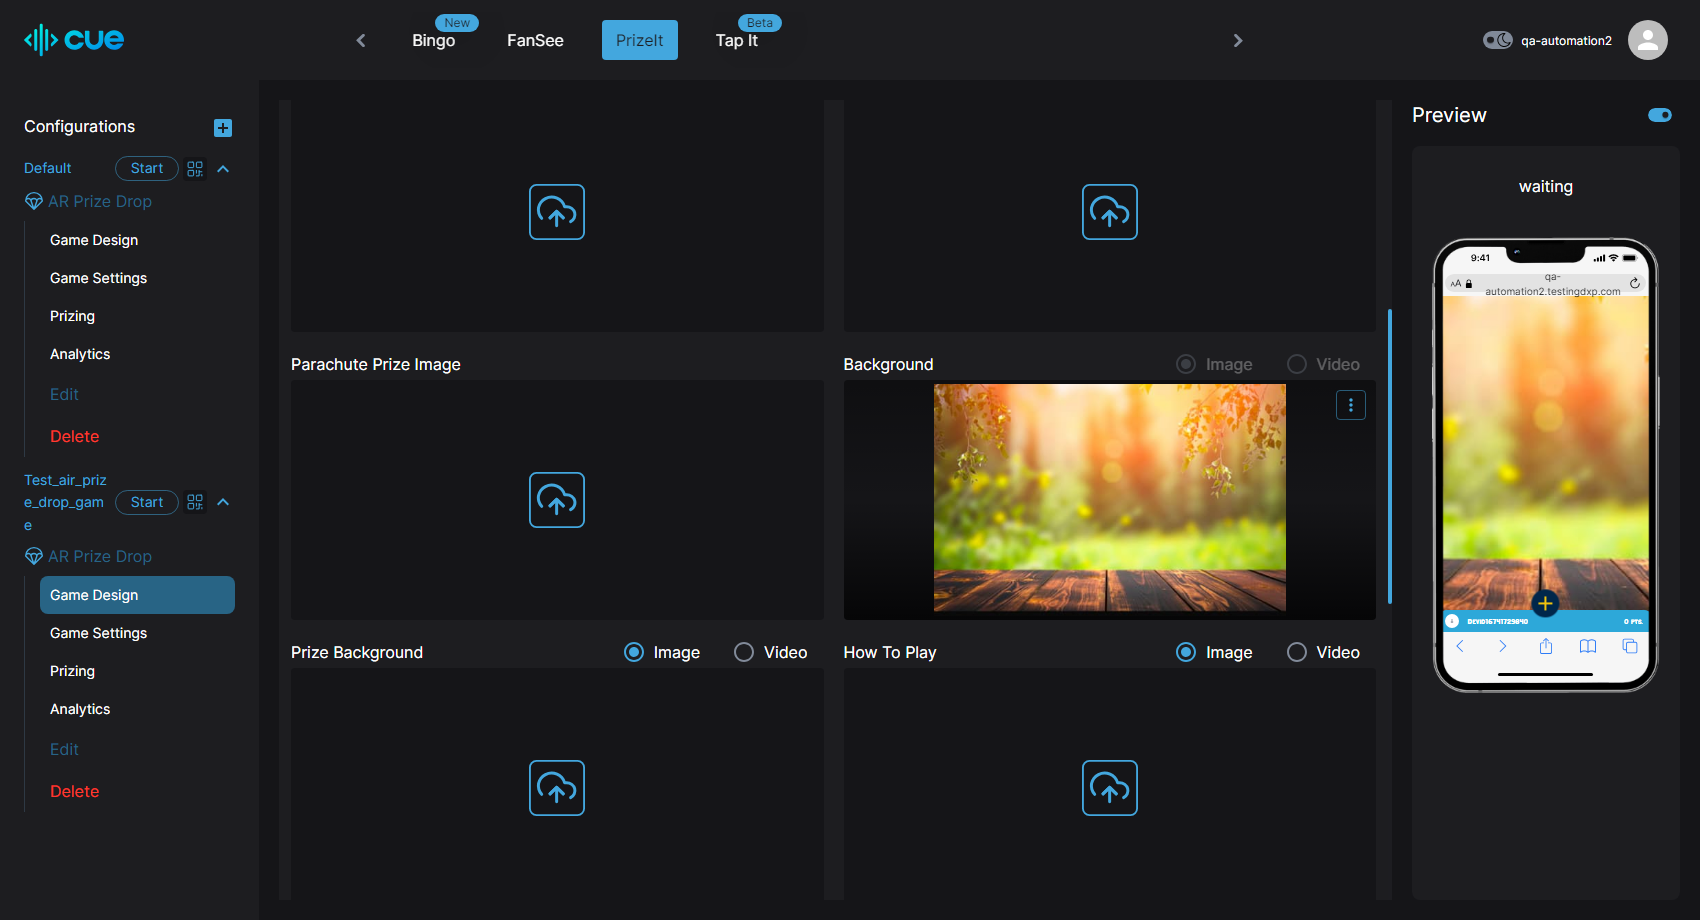 cue
New
Bingo
FanSee
PrizeIt
Beta
Tap It
qa-automation2
Configurations
Default
Start
AR Prize Drop
Game Design
Game Settings
Prizing
Analytics
Edit
Delete
Test_air_priz
e_drop_gam
e
Start
AR Prize Drop
Game Design
Game Settings
Prizing
Analytics
Edit
Delete
Parachute Prize Image
Background
Image
Video
Prize Background
Image
Video
How To Play
Image
Video
Preview
waiting
9:41
AA
qa-
automation2.testingdxp.com
0 PTS.